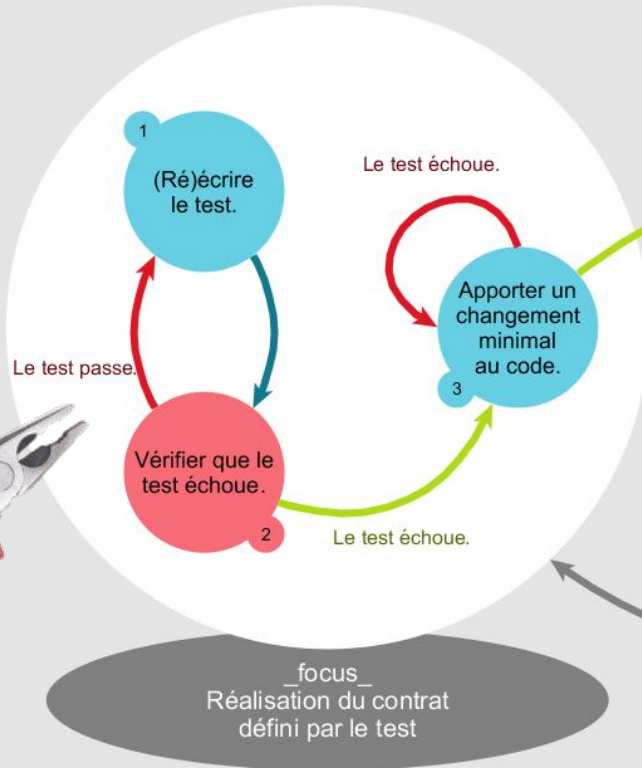 1
(Ré)écrire
le test.
Le test échoue.
Apporter un
changement
minimal
au code.
3
Le test passe.
Vérifier que le
test échoue.
2
Le test échoue.
_focus_
Réalisation du contrat
défini par le test